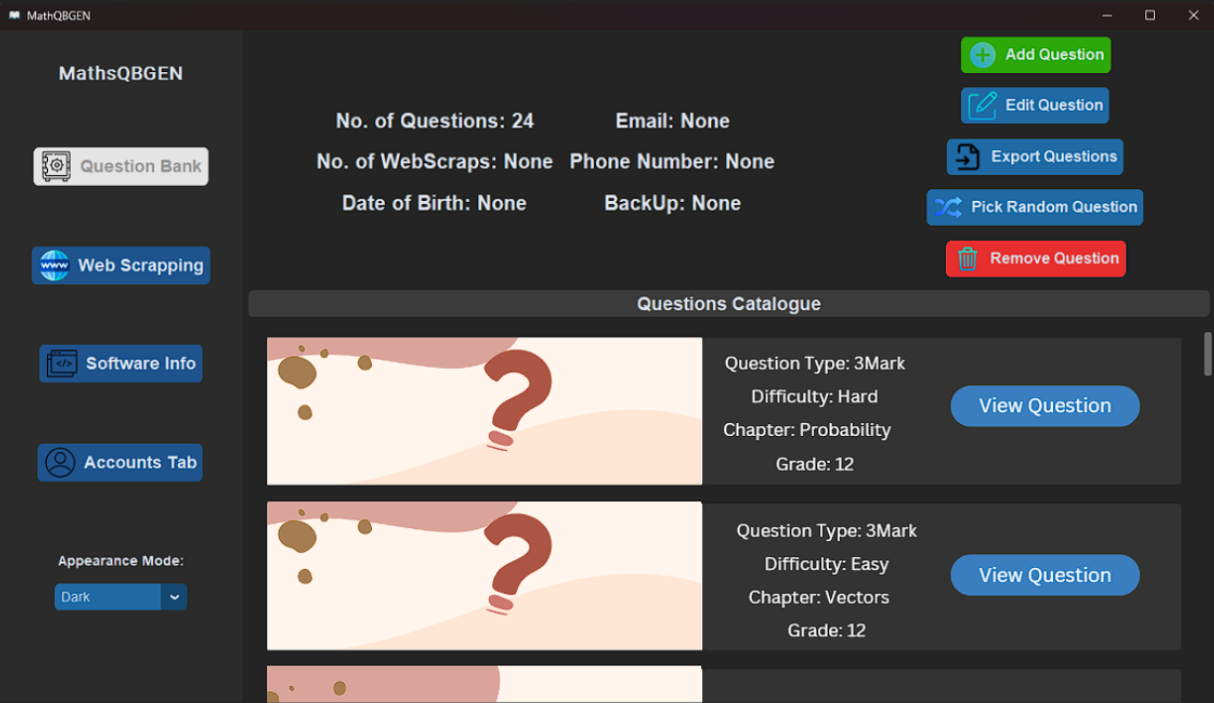 MathQBGEN
MathsQBGEN
Question Bank
Web Scrapping
Software Info
Accounts Tab
Appearance Mode:
Dark
No. of Questions: 24 Email: None
No. of WebScraps: None Phone Number: None
Date of Birth: None BackUp: None
Add Question
Edit Question
Export Questions
Pick Random Question
Remove Question
Questions Catalogue
Question Type: 3Mark
Difficulty: Hard
Chapter: Probability
Grade: 12
View Question
Question Type: 3Mark
Difficulty: Easy
Chapter: Vectors
Grade: 12
View Question